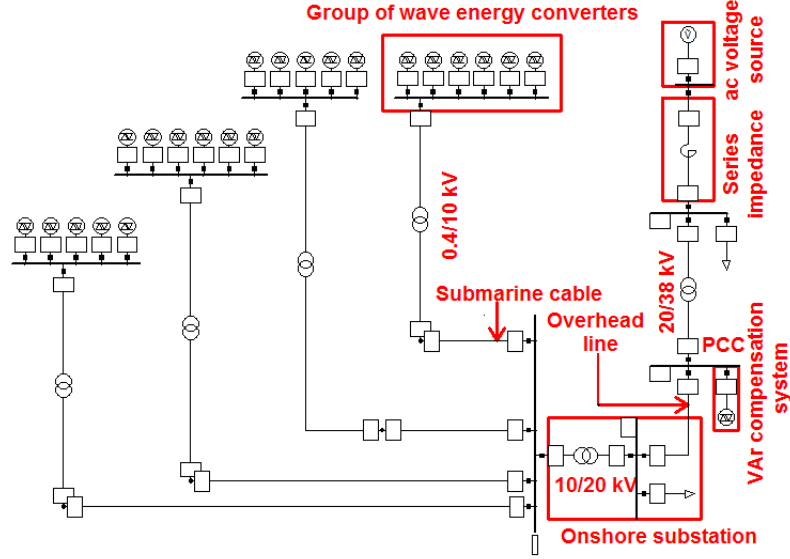 Group of wave energy converters
ac voltage
source
Series
impedance
0.4/10 kV
20/38 kV
Submarine cable
Overhead
line
PCC
VAr compensation
system
10/20 kV
Onshore substation